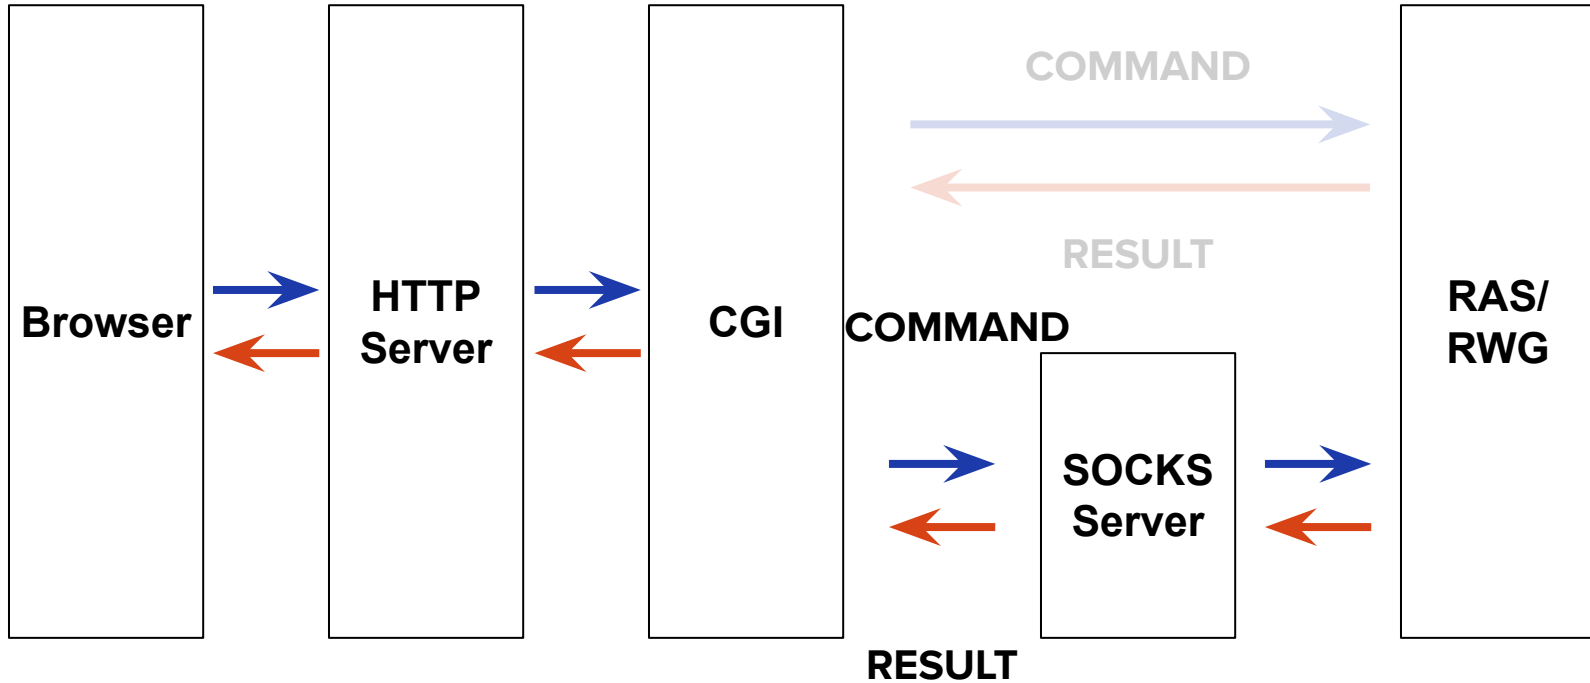 COMMAND
RESULT
Browser
HTTP
Server
CGI
COMMAND
RAS/
RWG
SOCKS
Server
RESULT